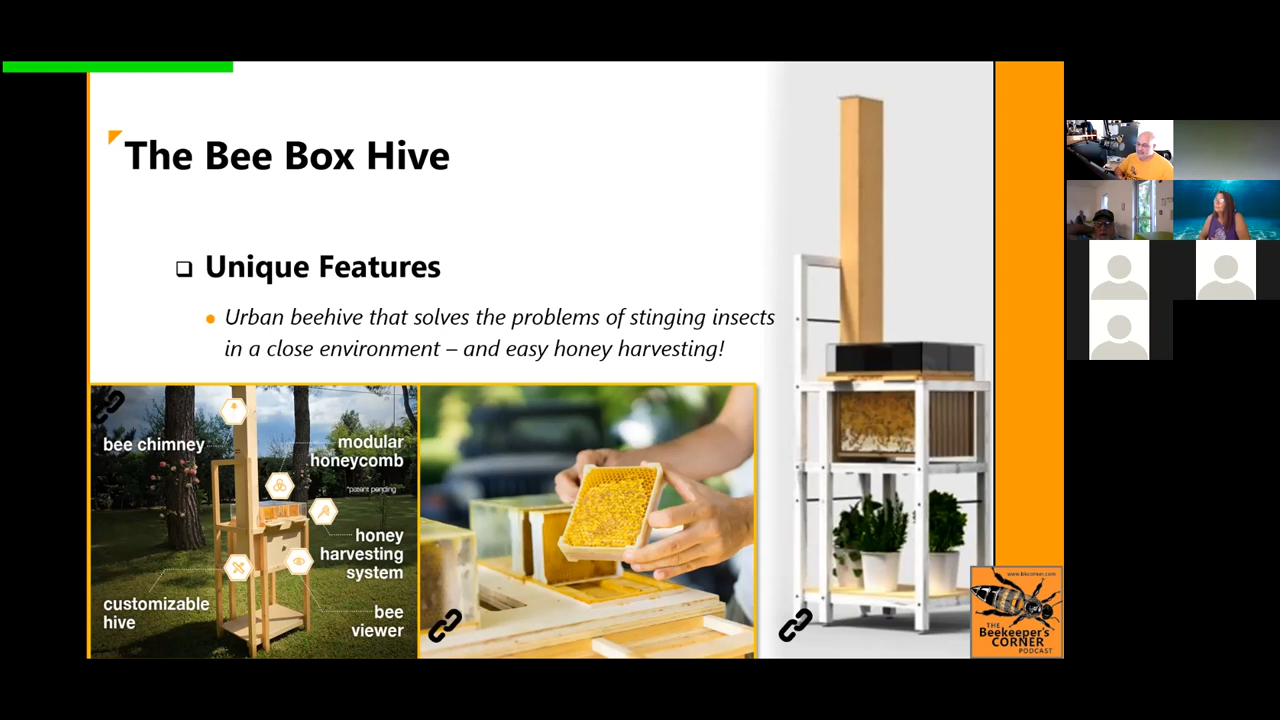 The Bee Box Hive
Unique Features
Urban beehive that solves the problems of stinging insects
in a close environment – and easy honey harvesting!
bee chimney
modular
honeycomb
*patent pending
honey
harvesting
system
customizable
hive
bee
viewer
www.bkcorner.com
THE
Beekeeper's
CORNER
PODCAST